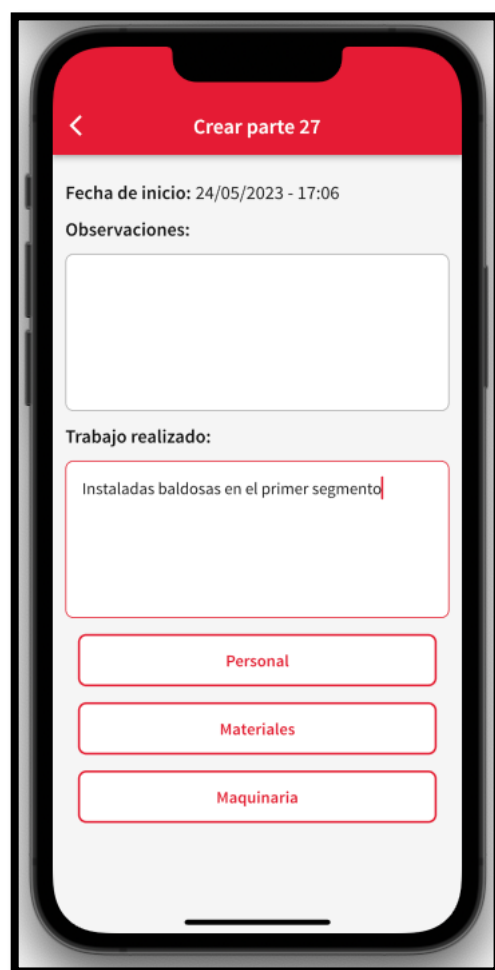 Crear parte 27
Fecha de inicio: 24/05/2023 - 17:06
Observaciones:
Trabajo realizado:
Instaladas baldosas en el primer segmento
Personal
Materiales
Maquinaria